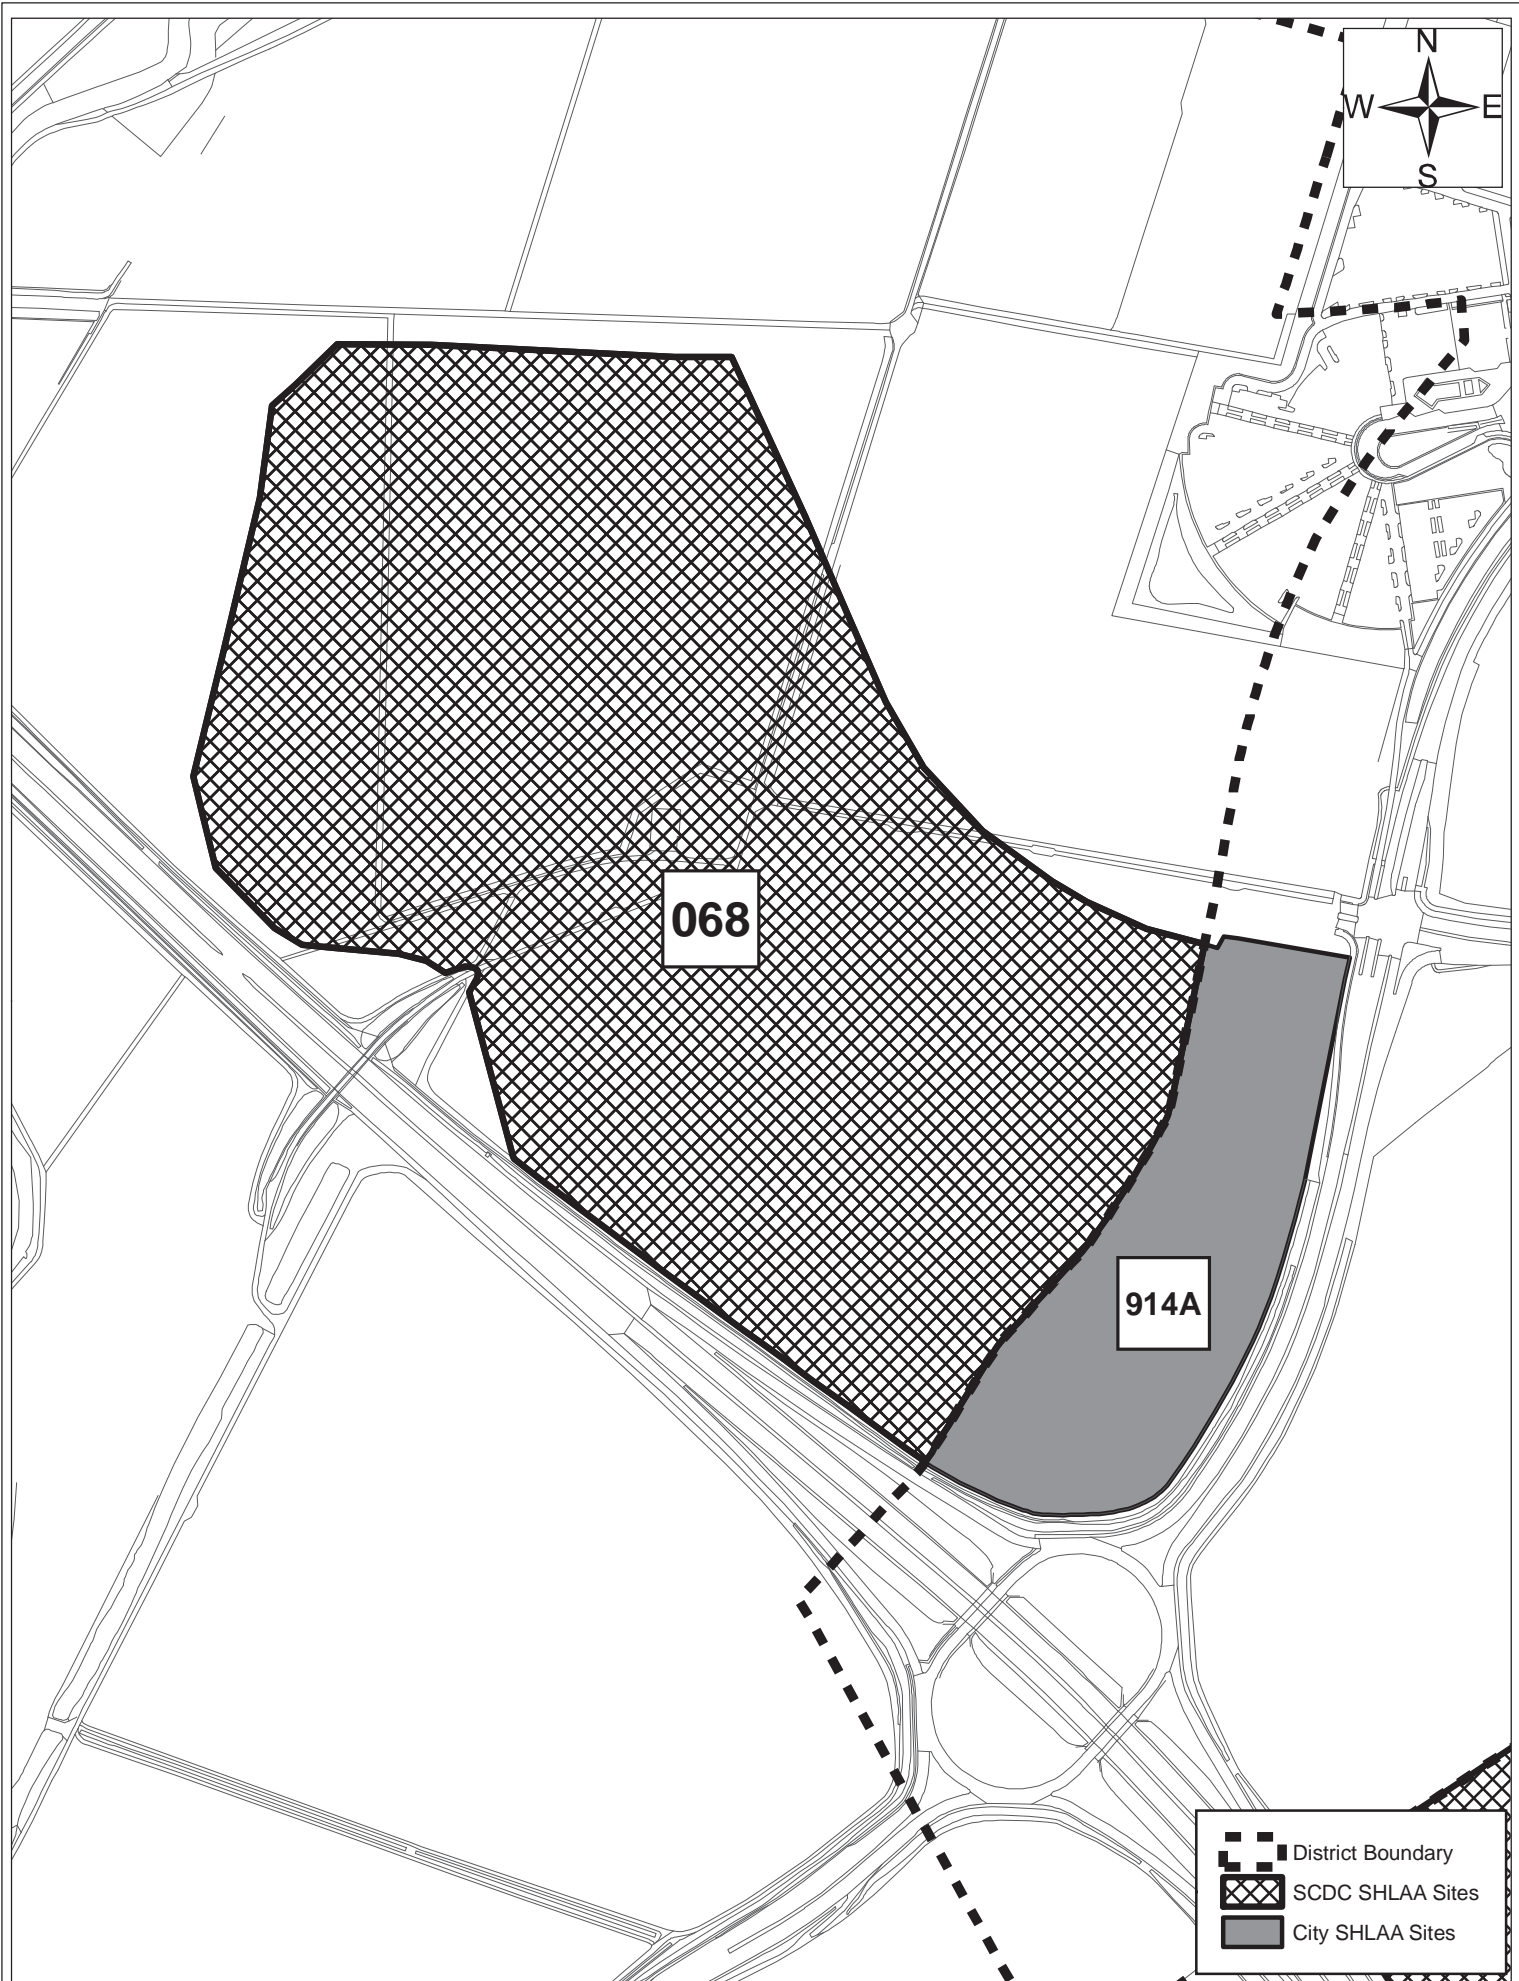 N
W E
S
068
914A
District Boundary
SCDC SHLAA Sites
City SHLAA Sites